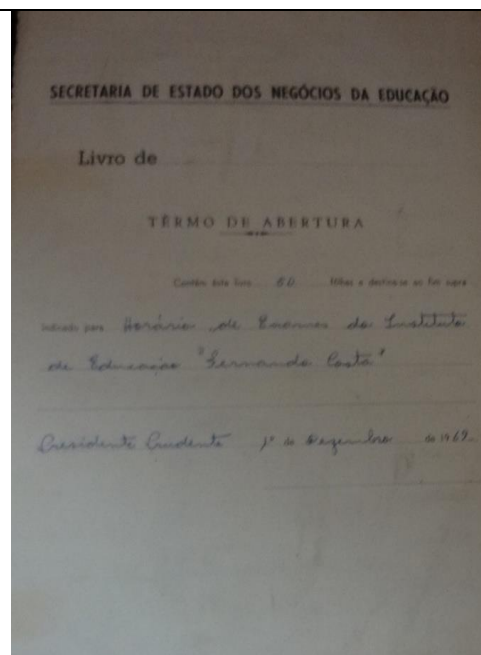 SECRETARIA DE ESTADO DOS NEGÓCIOS DA EDUCAÇÃO
Livro de
TÊRMO DE ABERTURA
Contém êste livro 50 fôlhas e destina-se ao fim supra
indicado para Horário de Exames do Instituto
de Educação "Fernando Costa"
Presidente Prudente 1º de Dezembro de 1969